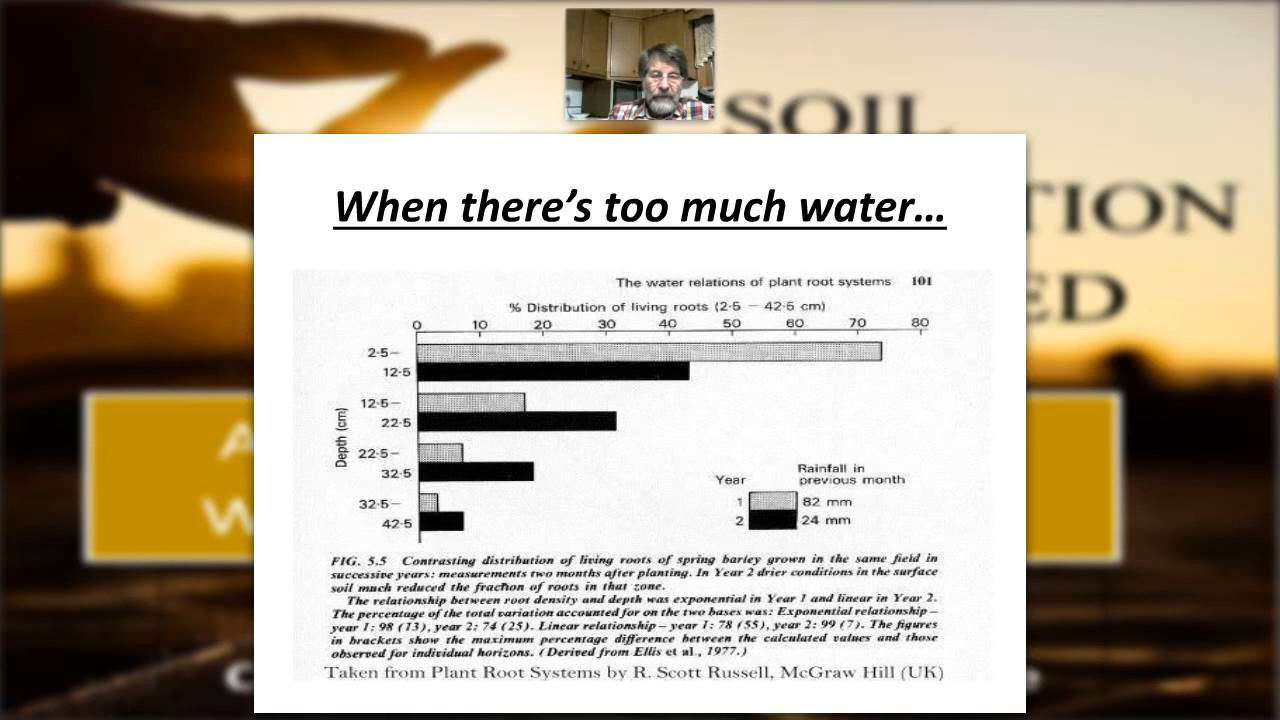 SOIL
When there's too much water...
The water relations of plant root systems 101
% Distribution of living roots (2·5 – 42·5 cm)
0 10 20 30 40 50 60 70 80
2·5–
12·5
12·5–
22·5
22·5–
32·5
32·5–
42·5
Depth (cm)
Year Rainfall in previous month
1 82 mm
2 24 mm
FIG. 5.5 Contrasting distribution of living roots of spring barley grown in the same field in
successive years: measurements two months after planting. In Year 2 drier conditions in the surface
soil much reduced the fraction of roots in that zone.
The relationship between root density and depth was exponential in Year 1 and linear in Year 2.
The percentage of the total variation accounted for on the two bases was: Exponential relationship –
year 1: 98 (13), year 2: 74 (25). Linear relationship – year 1: 78 (55), year 2: 99 (7). The figures
in brackets show the maximum percentage difference between the calculated values and those
observed for individual horizons. (Derived from Ellis et al., 1977.)
Taken from Plant Root Systems by R. Scott Russell, McGraw Hill (UK)